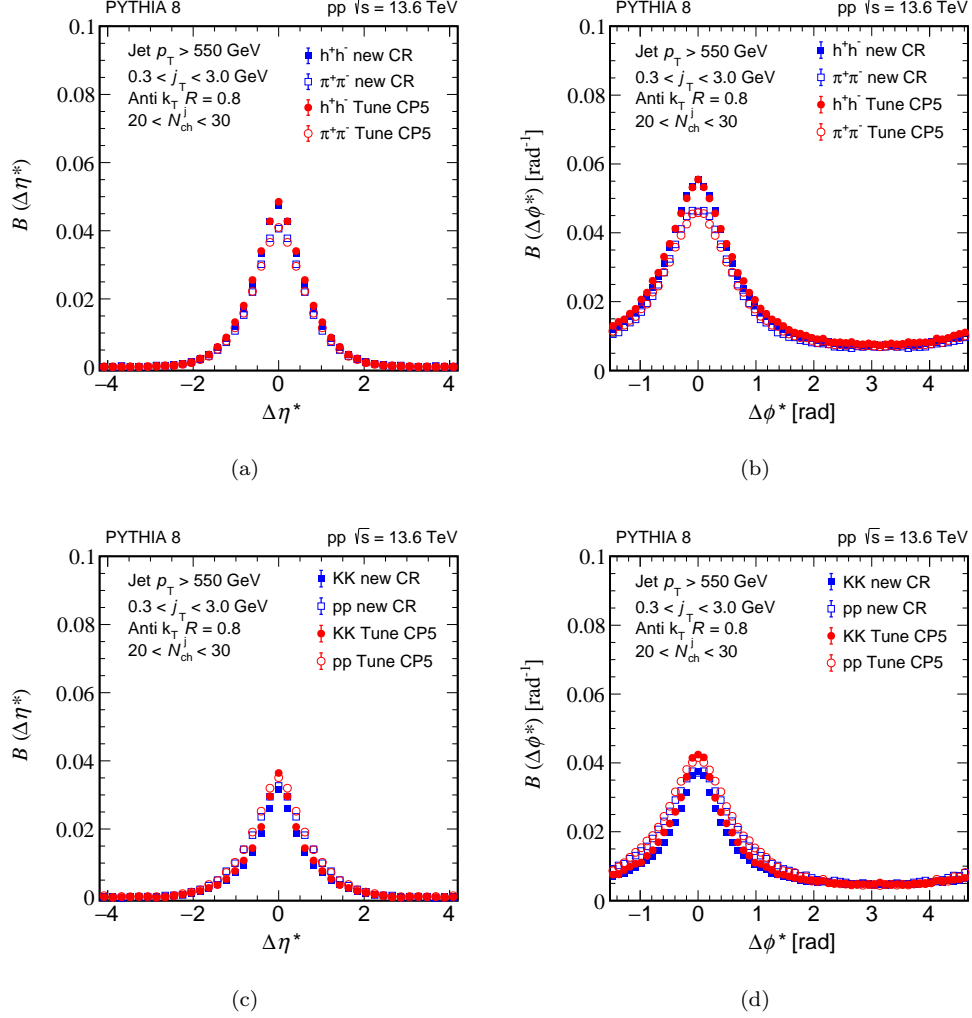 PYTHIA 8 pp √s = 13.6 TeV
0.1
Jet p_T > 550 GeV
0.3 < j_T < 3.0 GeV
Anti k_T R = 0.8
20 < N_ch^j < 30
h⁺h⁻ new CR
π⁺π⁻ new CR
h⁺h⁻ Tune CP5
π⁺π⁻ Tune CP5
0.08
0.06
0.04
0.02
0
B (Δη*)
−4 −2 0 2 4
Δη*
(a)
PYTHIA 8 pp √s = 13.6 TeV
0.1
Jet p_T > 550 GeV
0.3 < j_T < 3.0 GeV
Anti k_T R = 0.8
20 < N_ch^j < 30
h⁺h⁻ new CR
π⁺π⁻ new CR
h⁺h⁻ Tune CP5
π⁺π⁻ Tune CP5
0.08
0.06
0.04
0.02
0
B (Δφ*) [rad⁻¹]
−1 0 1 2 3 4
Δφ* [rad]
(b)
PYTHIA 8 pp √s = 13.6 TeV
0.1
Jet p_T > 550 GeV
0.3 < j_T < 3.0 GeV
Anti k_T R = 0.8
20 < N_ch^j < 30
KK new CR
pp new CR
KK Tune CP5
pp Tune CP5
0.08
0.06
0.04
0.02
0
B (Δη*)
−4 −2 0 2 4
Δη*
(c)
PYTHIA 8 pp √s = 13.6 TeV
0.1
Jet p_T > 550 GeV
0.3 < j_T < 3.0 GeV
Anti k_T R = 0.8
20 < N_ch^j < 30
KK new CR
pp new CR
KK Tune CP5
pp Tune CP5
0.08
0.06
0.04
0.02
0
B (Δφ*) [rad⁻¹]
−1 0 1 2 3 4
Δφ* [rad]
(d)